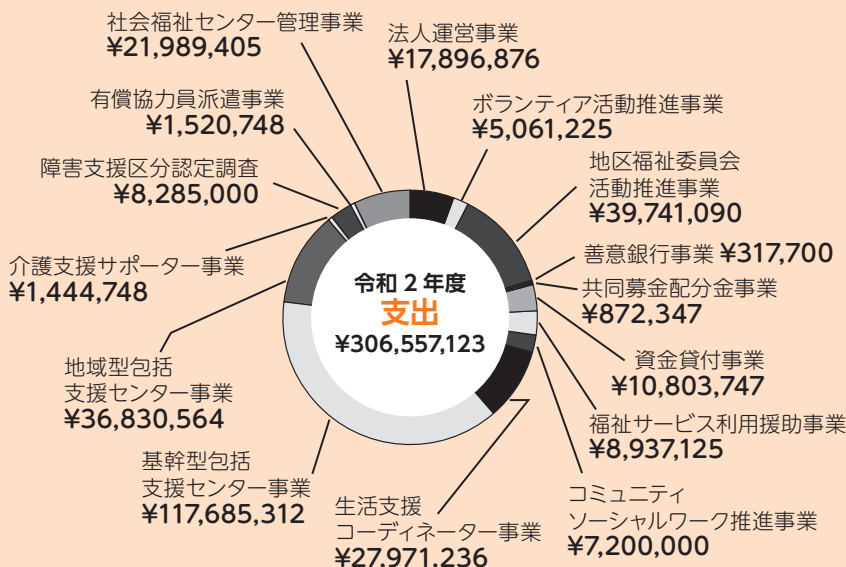 社会福祉センター管理事業
¥21,989,405
法人運営事業
¥17,896,876
有償協力員派遣事業
¥1,520,748
ボランティア活動推進事業
¥5,061,225
障害支援区分認定調査
¥8,285,000
地区福祉委員会
活動推進事業
¥39,741,090
介護支援サポーター事業
¥1,444,748
善意銀行事業 ¥317,700
共同募金配分金事業
¥872,347
令和2年度
支出
¥306,557,123
資金貸付事業
¥10,803,747
地域型包括
支援センター事業
¥36,830,564
福祉サービス利用援助事業
¥8,937,125
基幹型包括
支援センター事業
¥117,685,312
生活支援
コーディネーター事業
¥27,971,236
コミュニティ
ソーシャルワーク推進事業
¥7,200,000